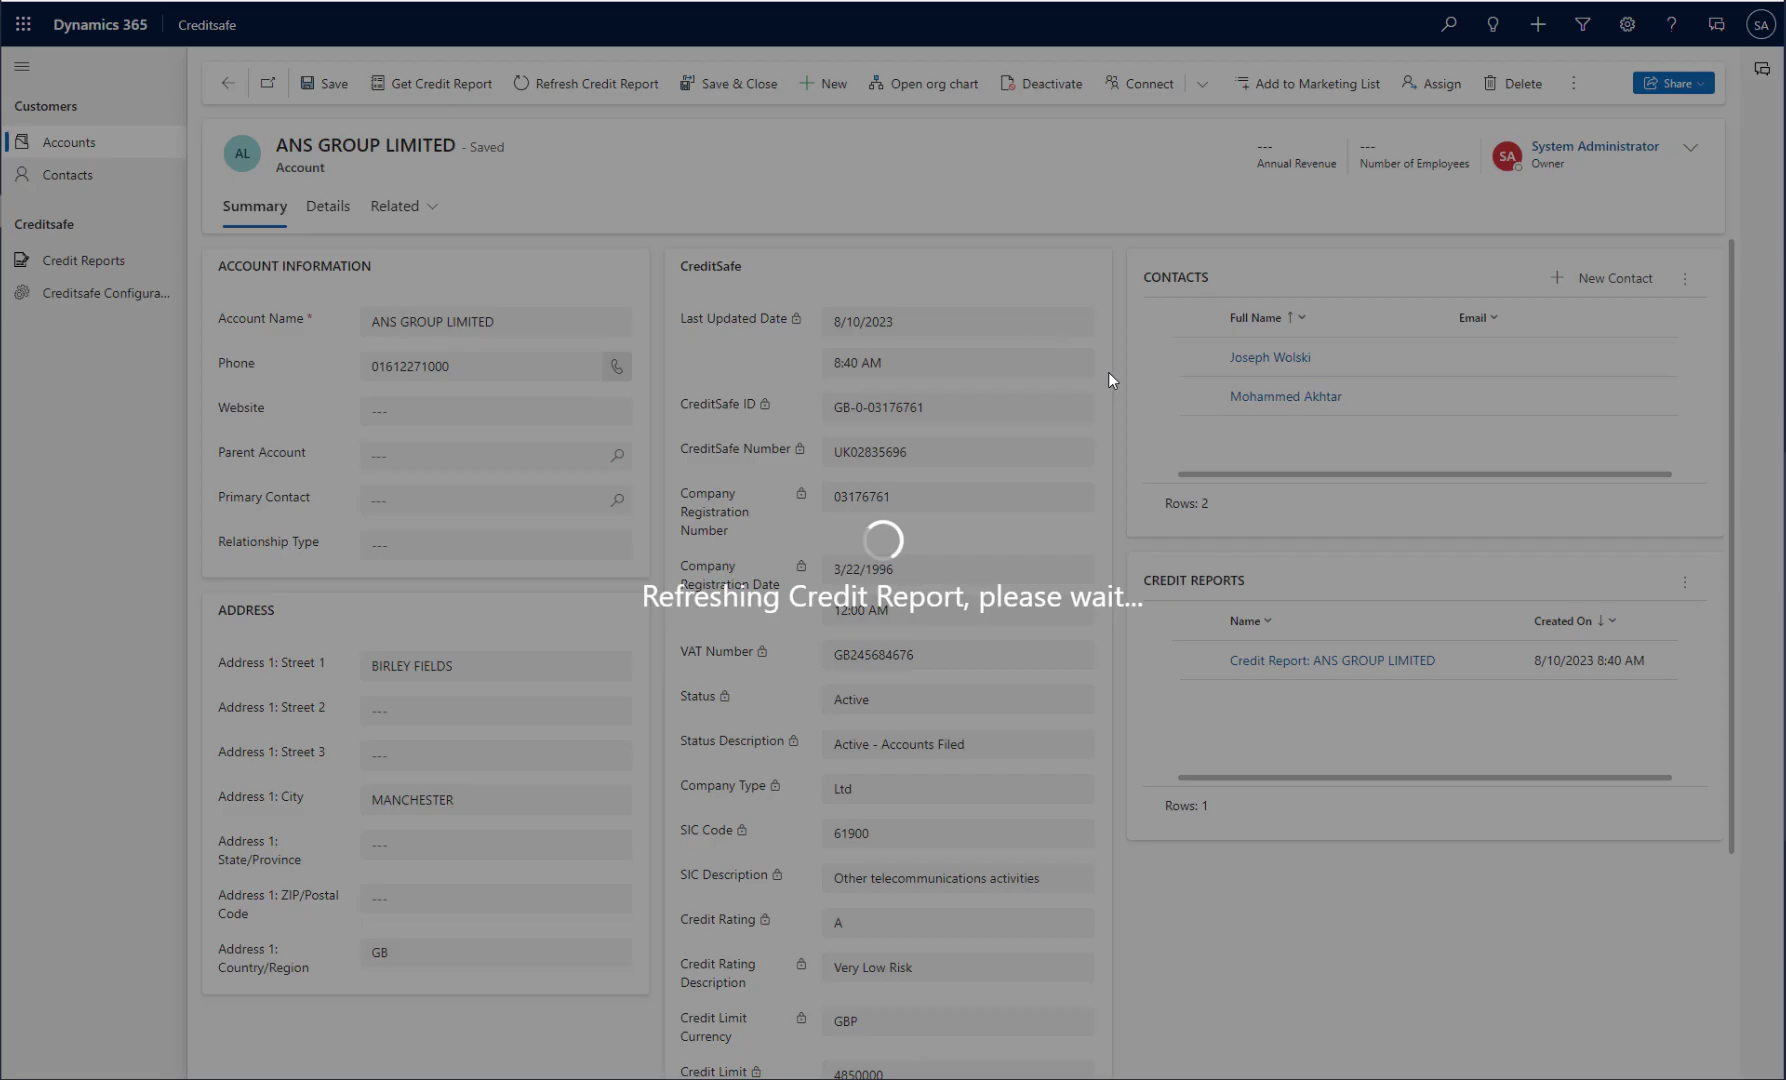 Dynamics 365
Creditsafe
SA
Save
Get Credit Report
Refresh Credit Report
Save & Close
New
Open org chart
Deactivate
Connect
Add to Marketing List
Assign
Delete
Share
Customers
Accounts
Contacts
Creditsafe
Credit Reports
Creditsafe Configura...
AL
ANS GROUP LIMITED - Saved
Account
---
Annual Revenue
---
Number of Employees
SA
System Administrator
Owner
Summary
Details
Related
ACCOUNT INFORMATION
Account Name *
ANS GROUP LIMITED
Phone
01612271000
Website
---
Parent Account
---
Primary Contact
---
Relationship Type
---
ADDRESS
Address 1: Street 1
BIRLEY FIELDS
Address 1: Street 2
---
Address 1: Street 3
---
Address 1: City
MANCHESTER
Address 1:
State/Province
---
Address 1: ZIP/Postal
Code
---
Address 1:
Country/Region
GB
CreditSafe
Last Updated Date
8/10/2023
8:40 AM
CreditSafe ID
GB-0-03176761
CreditSafe Number
UK02835696
Company
Registration
Number
03176761
Company
Registration Date
3/22/1996
12:00 AM
Refreshing Credit Report, please wait...
VAT Number
GB245684676
Status
Active
Status Description
Active - Accounts Filed
Company Type
Ltd
SIC Code
61900
SIC Description
Other telecommunications activities
Credit Rating
A
Credit Rating
Description
Very Low Risk
Credit Limit
Currency
GBP
Credit Limit
4850000
CONTACTS
New Contact
Full Name
Email
Joseph Wolski
Mohammed Akhtar
Rows: 2
CREDIT REPORTS
Name
Created On
Credit Report: ANS GROUP LIMITED
8/10/2023 8:40 AM
Rows: 1